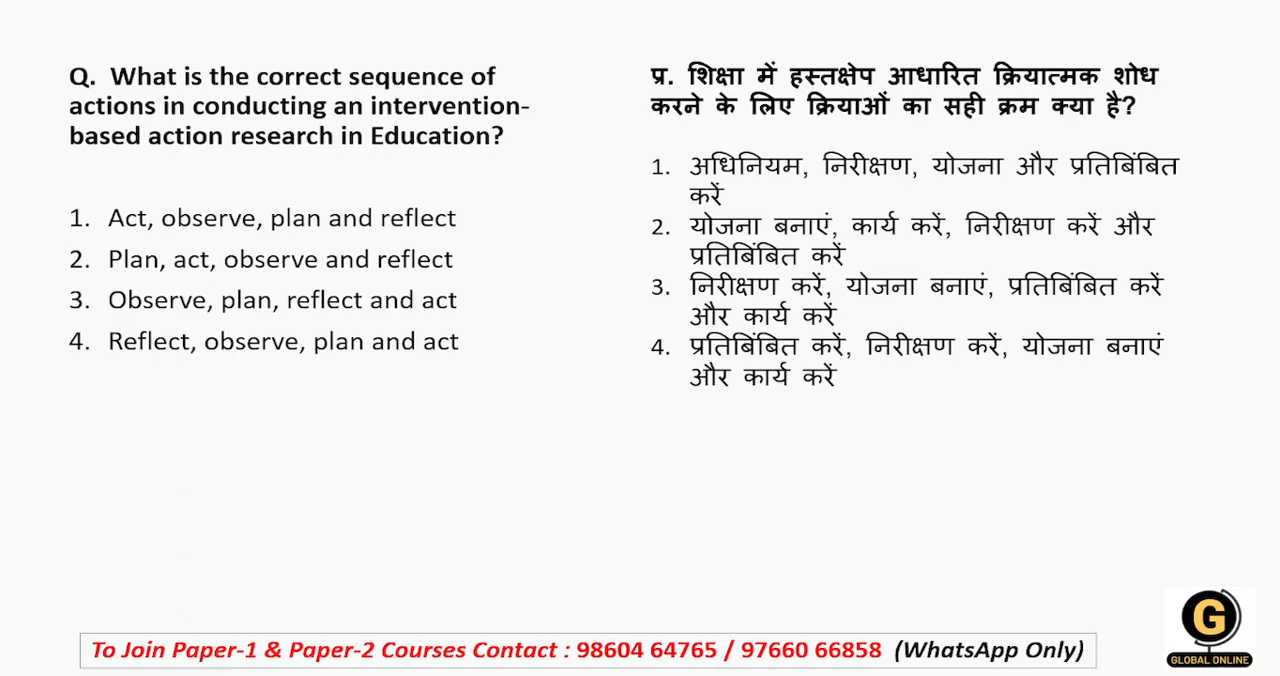 Q. What is the correct sequence of
actions in conducting an intervention-
based action research in Education?
1. Act, observe, plan and reflect
2. Plan, act, observe and reflect
3. Observe, plan, reflect and act
4. Reflect, observe, plan and act
प्र. शिक्षा में हस्तक्षेप आधारित क्रियात्मक शोध
करने के लिए क्रियाओं का सही क्रम क्या है?
1. अधिनियम, निरीक्षण, योजना और प्रतिबिंबित
करें
2. योजना बनाएं, कार्य करें, निरीक्षण करें और
प्रतिबिंबित करें
3. निरीक्षण करें, योजना बनाएं, प्रतिबिंबित करें
और कार्य करें
4. प्रतिबिंबित करें, निरीक्षण करें, योजना बनाएं
और कार्य करें
To Join Paper-1 & Paper-2 Courses Contact : 98604 64765 / 97660 66858 (WhatsApp Only)
G
GLOBAL ONLINE